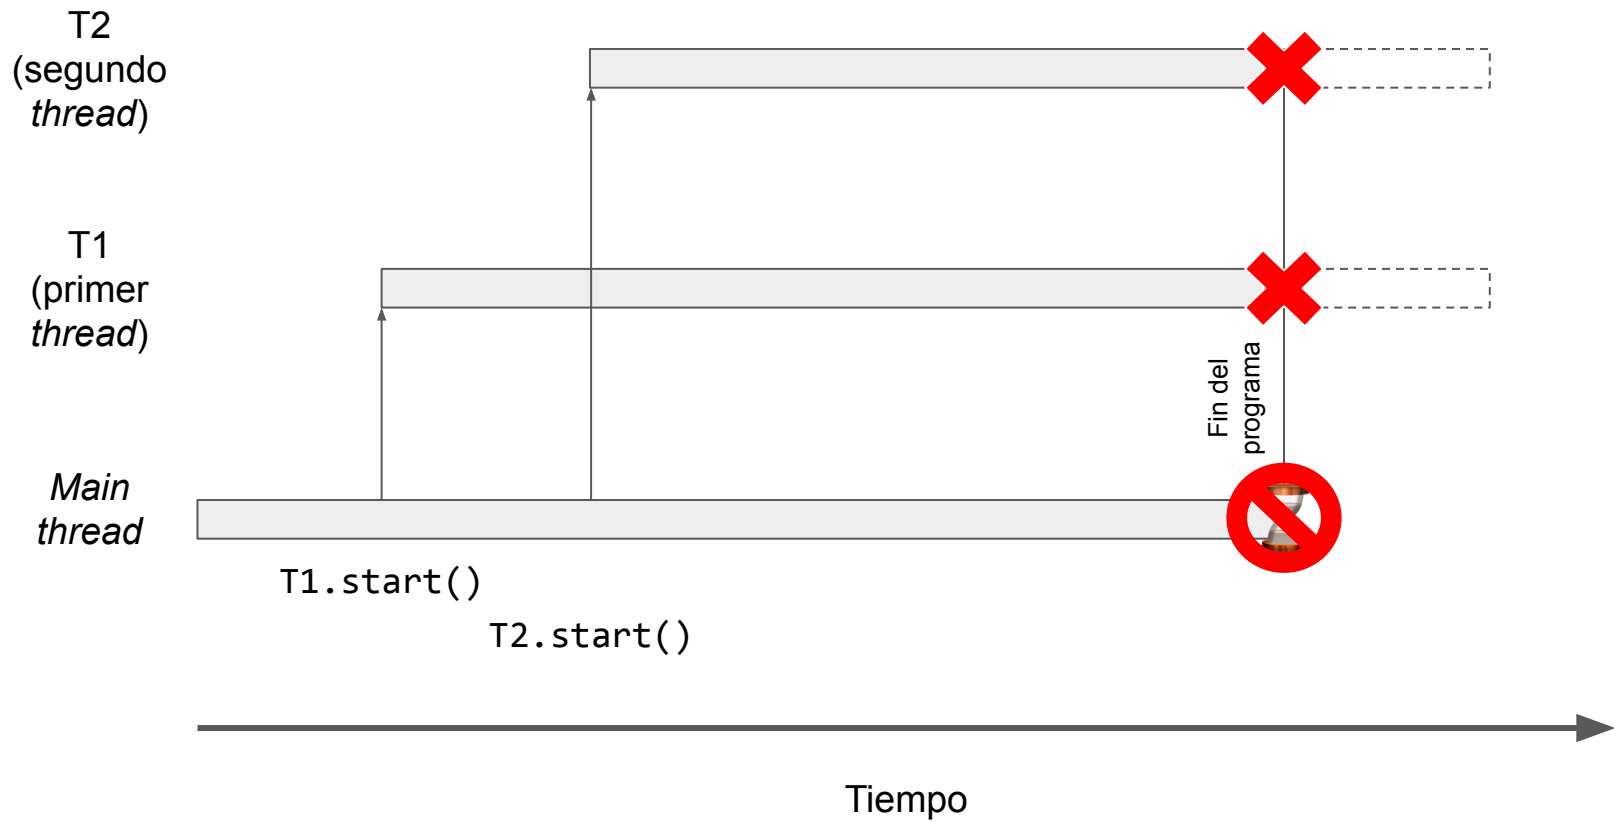 T2
(segundo
thread)
T1
(primer
thread)
Fin del
programa
Main
thread
T1.start()
T2.start()
Tiempo